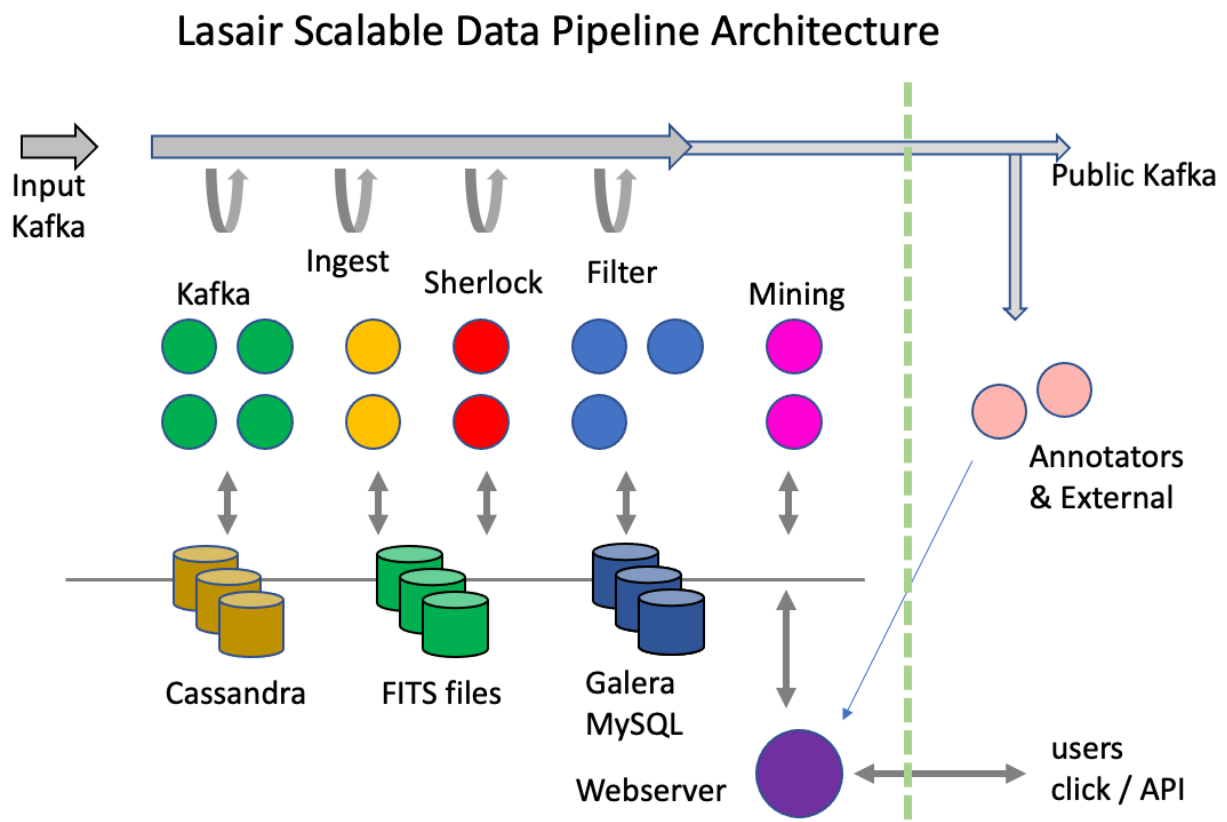 Lasair Scalable Data Pipeline Architecture
Input
Kafka
Public Kafka
Ingest
Sherlock
Filter
Kafka
Mining
Annotators
& External
Cassandra
FITS files
Galera
MySQL
Webserver
users
click / API